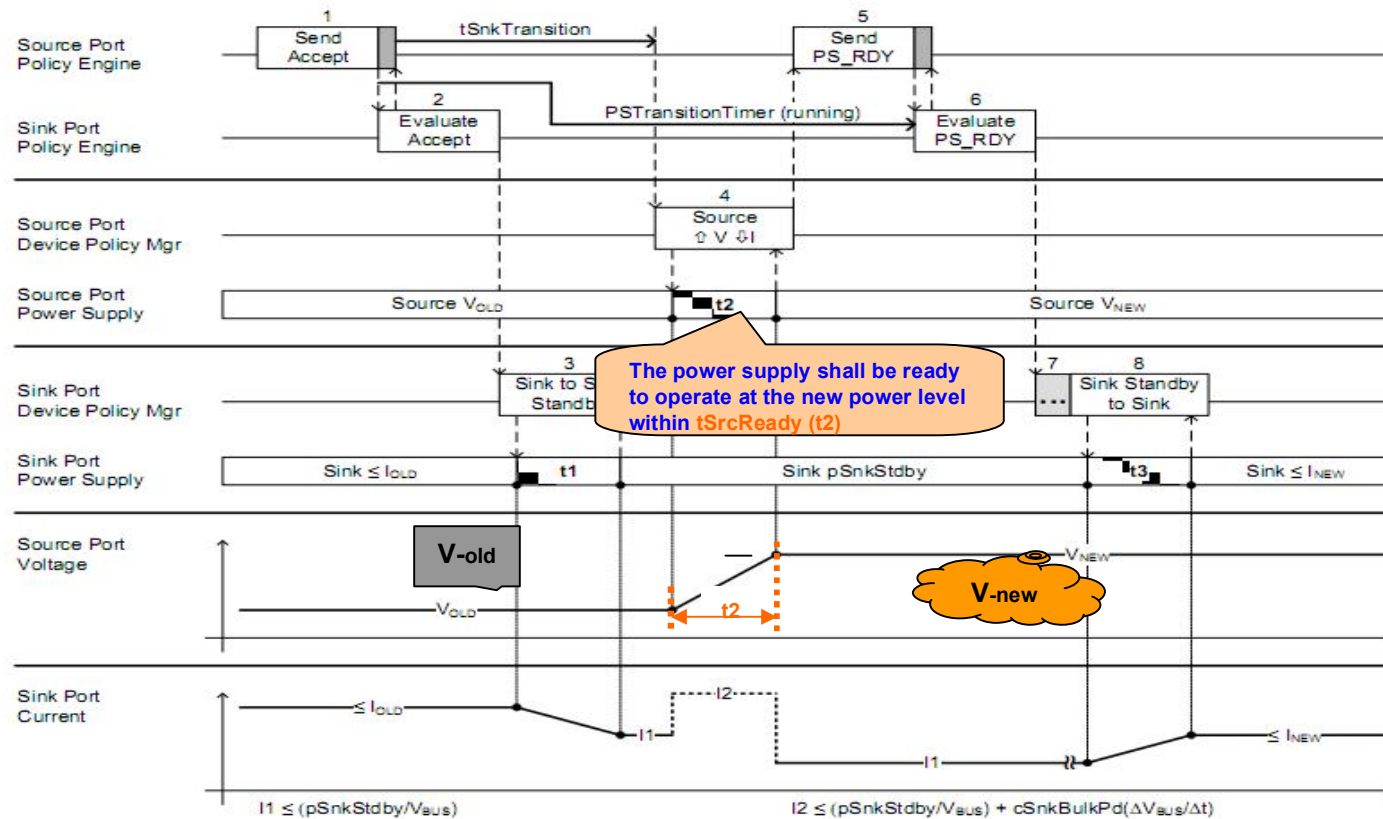 1
5
Source Port
Policy Engine
Send
Accept
tSnkTransition
Send
PS_RDY
2
6
Sink Port
Policy Engine
Evaluate
Accept
PSTransitionTimer (running)
Evaluate
PS_RDY
4
Source Port
Device Policy Mgr
Source
⇧ V ⇩I
Source Port
Power Supply
Source VOLD
t2
Source VNEW
3
7
8
Sink Port
Device Policy Mgr
Sink to S
Standb
The power supply shall be ready
to operate at the new power level
within tSrcReady (t2)
...
Sink Standby
to Sink
Sink Port
Power Supply
Sink ≤ IOLD
t1
Sink pSnkStdby
t3
Sink ≤ INEW
Source Port
Voltage
V-old
VNEW
V-new
VOLD
t2
Sink Port
Current
≤ IOLD
I1
I2
I1
≤ INEW
I1 ≤ (pSnkStdby/VBUS)
I2 ≤ (pSnkStdby/VBUS) + cSnkBulkPd(ΔVBUS/Δt)